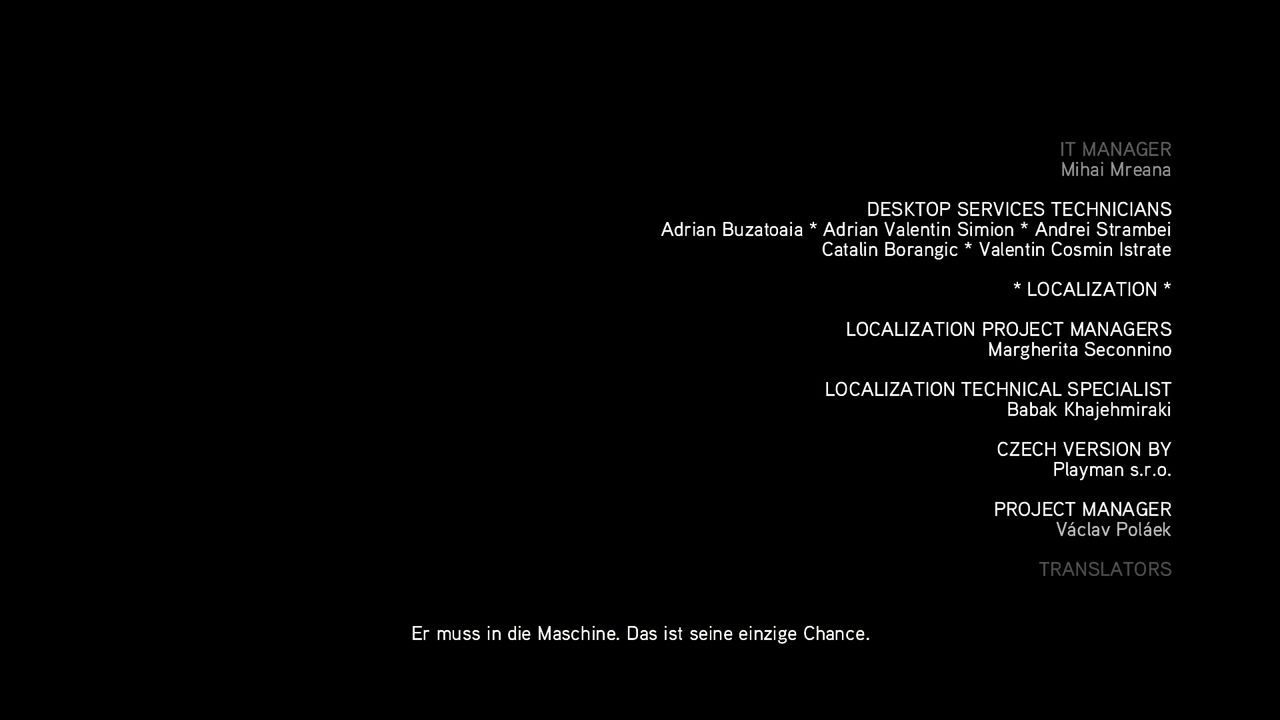 IT MANAGER
Mihai Mreana
DESKTOP SERVICES TECHNICIANS
Adrian Buzatoaia * Adrian Valentin Simion * Andrei Strambei
Catalin Borangic * Valentin Cosmin Istrate
* LOCALIZATION *
LOCALIZATION PROJECT MANAGERS
Margherita Seconnino
LOCALIZATION TECHNICAL SPECIALIST
Babak Khajehmiraki
CZECH VERSION BY
Playman s.r.o.
PROJECT MANAGER
Václav Poláek
TRANSLATORS
Er muss in die Maschine. Das ist seine einzige Chance.